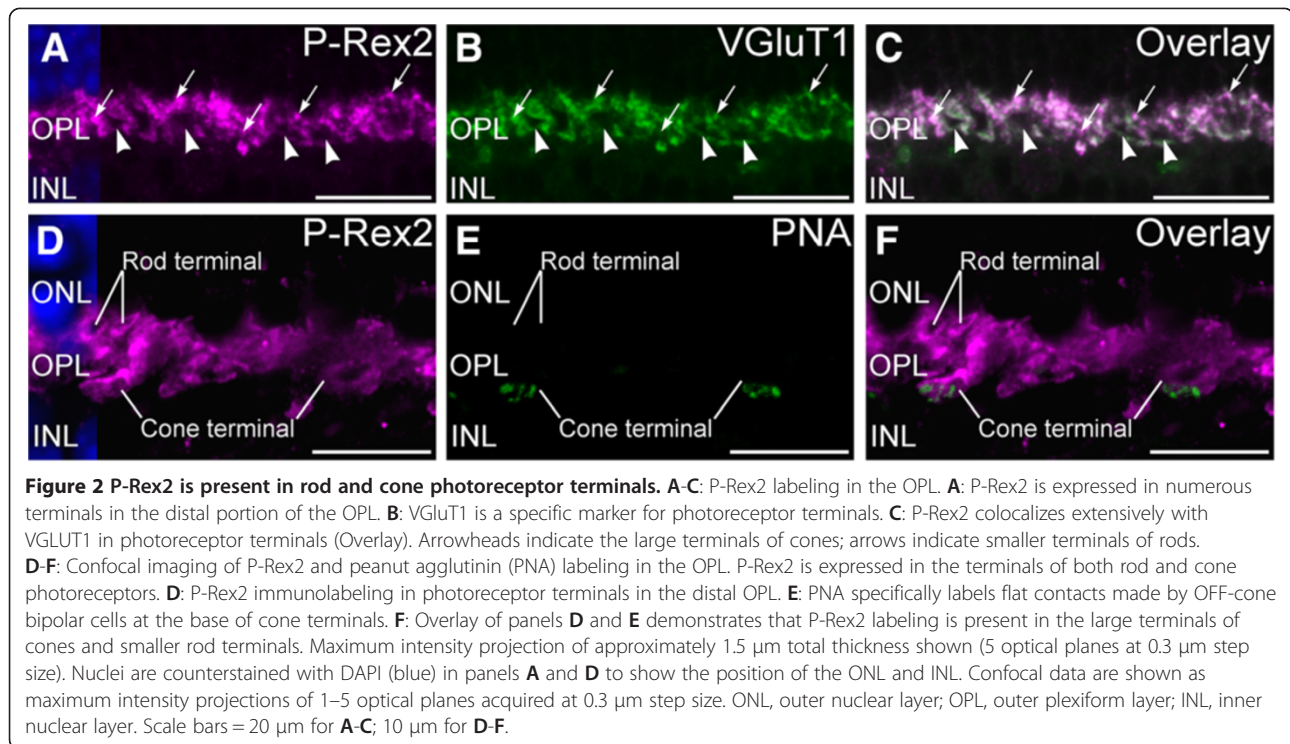 A P-Rex2
B VGluT1
C Overlay
OPL
INL
D P-Rex2
Rod terminal
ONL
OPL
Cone terminal
INL
E PNA
Rod terminal
ONL
OPL
Cone terminal
INL
F Overlay
Rod terminal
ONL
OPL
Cone terminal
INL
Figure 2 P-Rex2 is present in rod and cone photoreceptor terminals. A-C: P-Rex2 labeling in the OPL. A: P-Rex2 is expressed in numerous
terminals in the distal portion of the OPL. B: VGluT1 is a specific marker for photoreceptor terminals. C: P-Rex2 colocalizes extensively with
VGLUT1 in photoreceptor terminals (Overlay). Arrowheads indicate the large terminals of cones; arrows indicate smaller terminals of rods.
D-F: Confocal imaging of P-Rex2 and peanut agglutinin (PNA) labeling in the OPL. P-Rex2 is expressed in the terminals of both rod and cone
photoreceptors. D: P-Rex2 immunolabeling in photoreceptor terminals in the distal OPL. E: PNA specifically labels flat contacts made by OFF-cone
bipolar cells at the base of cone terminals. F: Overlay of panels D and E demonstrates that P-Rex2 labeling is present in the large terminals of
cones and smaller rod terminals. Maximum intensity projection of approximately 1.5 μm total thickness shown (5 optical planes at 0.3 μm step
size). Nuclei are counterstained with DAPI (blue) in panels A and D to show the position of the ONL and INL. Confocal data are shown as
maximum intensity projections of 1–5 optical planes acquired at 0.3 μm step size. ONL, outer nuclear layer; OPL, outer plexiform layer; INL, inner
nuclear layer. Scale bars = 20 μm for A-C; 10 μm for D-F.